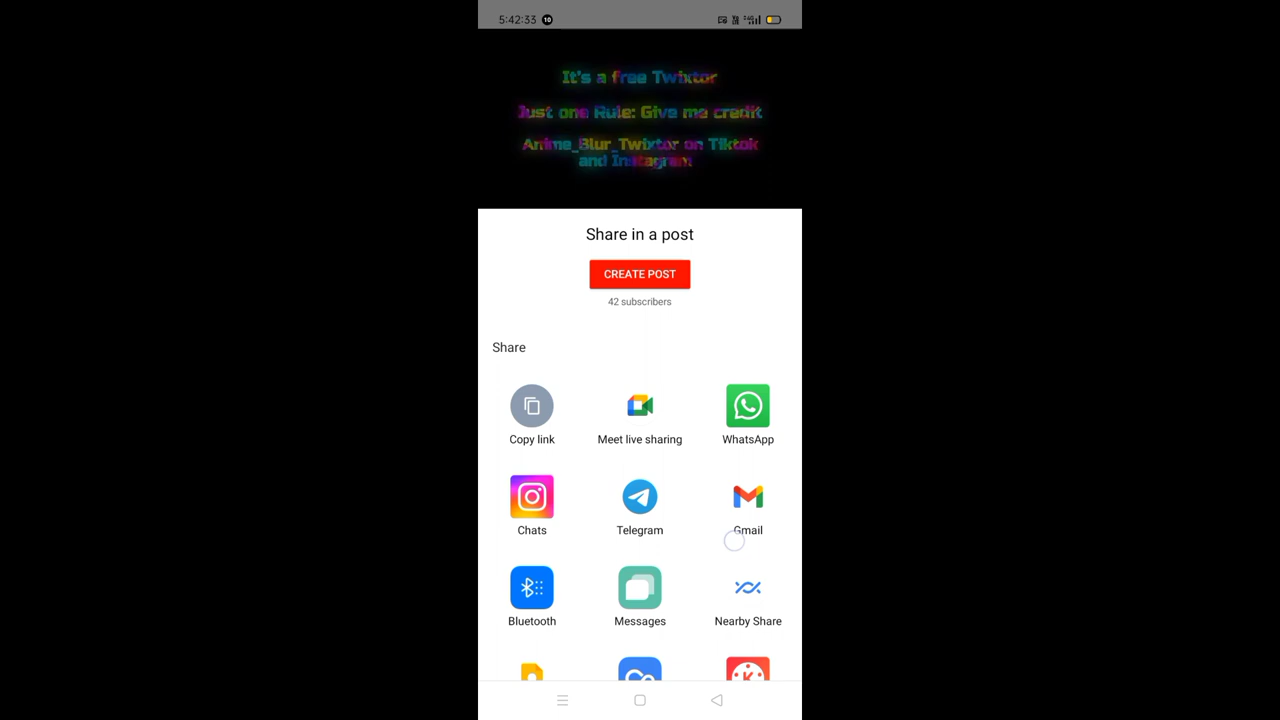 5:42:33 10
It's a free Twixtor
Just one Rule: Give me credit
Anime_Blur_Twixtor on Tiktok
and Instagram
Share in a post
CREATE POST
42 subscribers
Share
Copy link Meet live sharing WhatsApp
Chats Telegram Gmail
Bluetooth Messages Nearby Share